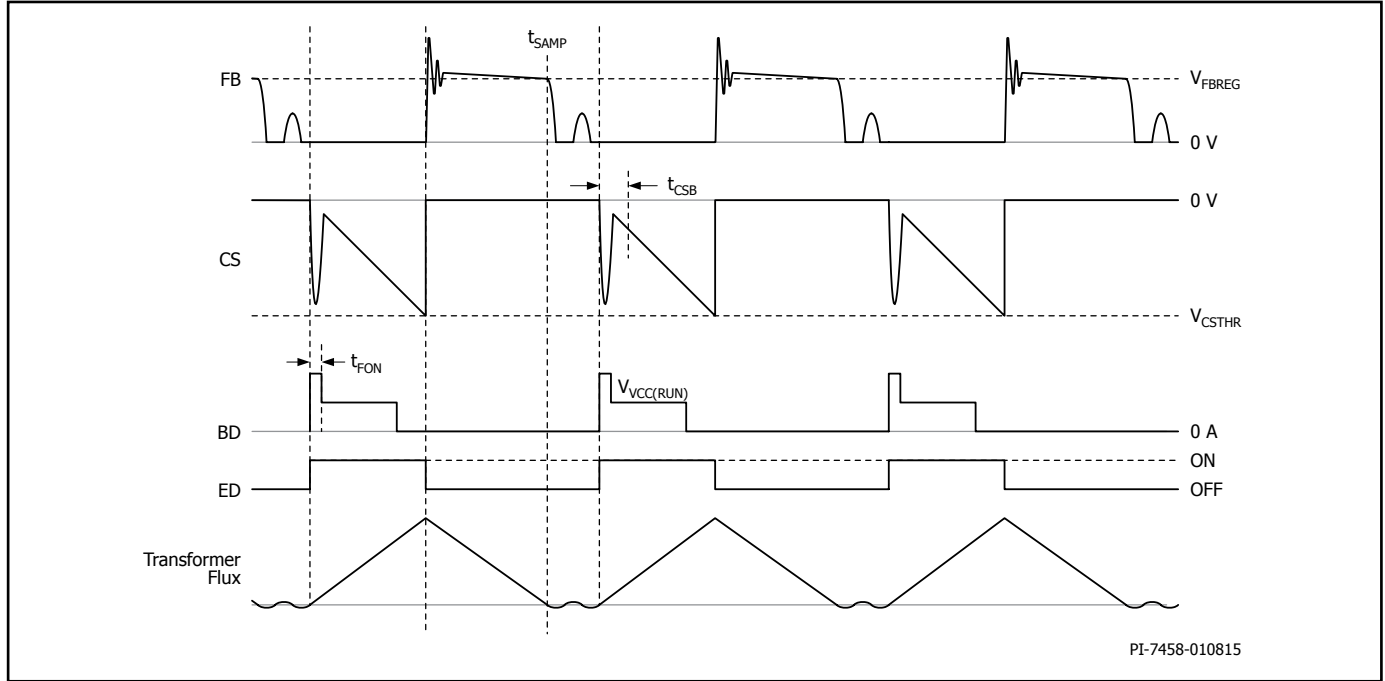 t_SAMP
FB
V_FBREG
0 V
t_CSB
0 V
CS
V_CSTHR
t_FON
V_VCC(RUN)
BD
0 A
ON
ED
OFF
Transformer
Flux
PI-7458-010815